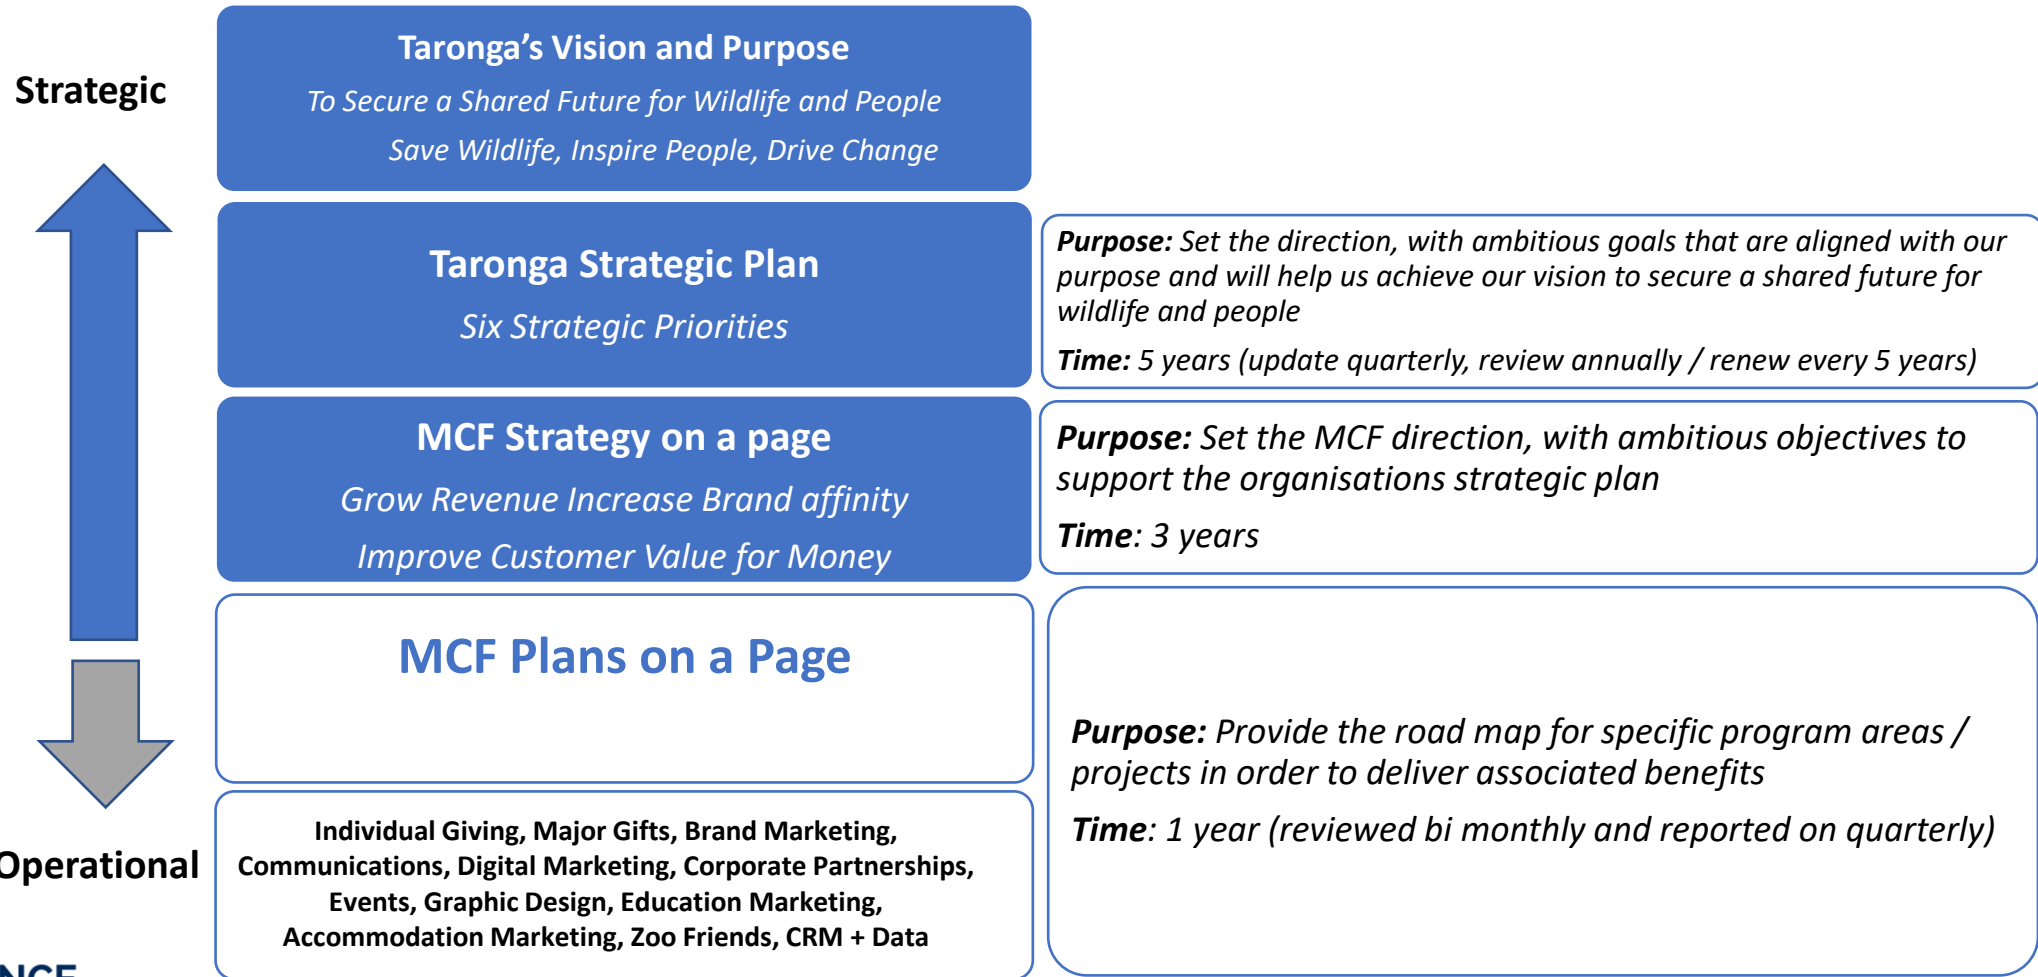 Strategic
Taronga’s Vision and Purpose
To Secure a Shared Future for Wildlife and People
Save Wildlife, Inspire People, Drive Change
Taronga Strategic Plan
Six Strategic Priorities
Purpose: Set the direction, with ambitious goals that are aligned with our
purpose and will help us achieve our vision to secure a shared future for
wildlife and people
Time: 5 years (update quarterly, review annually / renew every 5 years)
MCF Strategy on a page
Grow Revenue Increase Brand affinity
Improve Customer Value for Money
Purpose: Set the MCF direction, with ambitious objectives to
support the organisations strategic plan
Time: 3 years
MCF Plans on a Page
Purpose: Provide the road map for specific program areas /
projects in order to deliver associated benefits
Time: 1 year (reviewed bi monthly and reported on quarterly)
Operational
Individual Giving, Major Gifts, Brand Marketing,
Communications, Digital Marketing, Corporate Partnerships,
Events, Graphic Design, Education Marketing,
Accommodation Marketing, Zoo Friends, CRM + Data